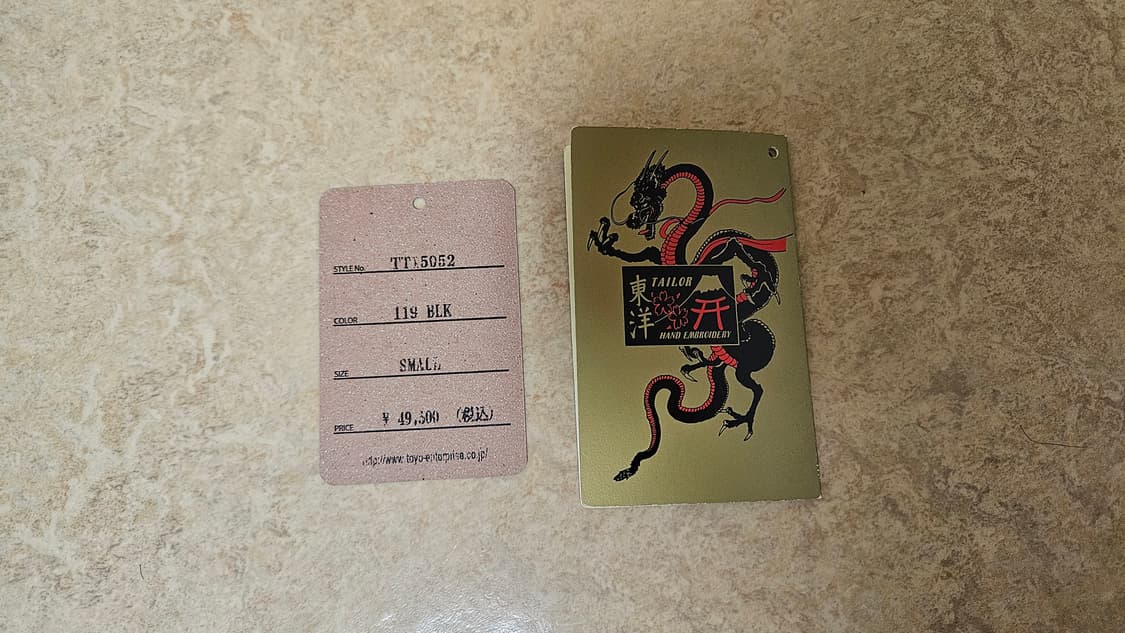 STYLE No. TT15052
COLOR 119 BLK
SIZE SMALL
PRICE ¥ 49,500 (税込)
http://www.toyo-enterprise.co.jp/
東洋
TAILOR
HAND EMBROIDERY